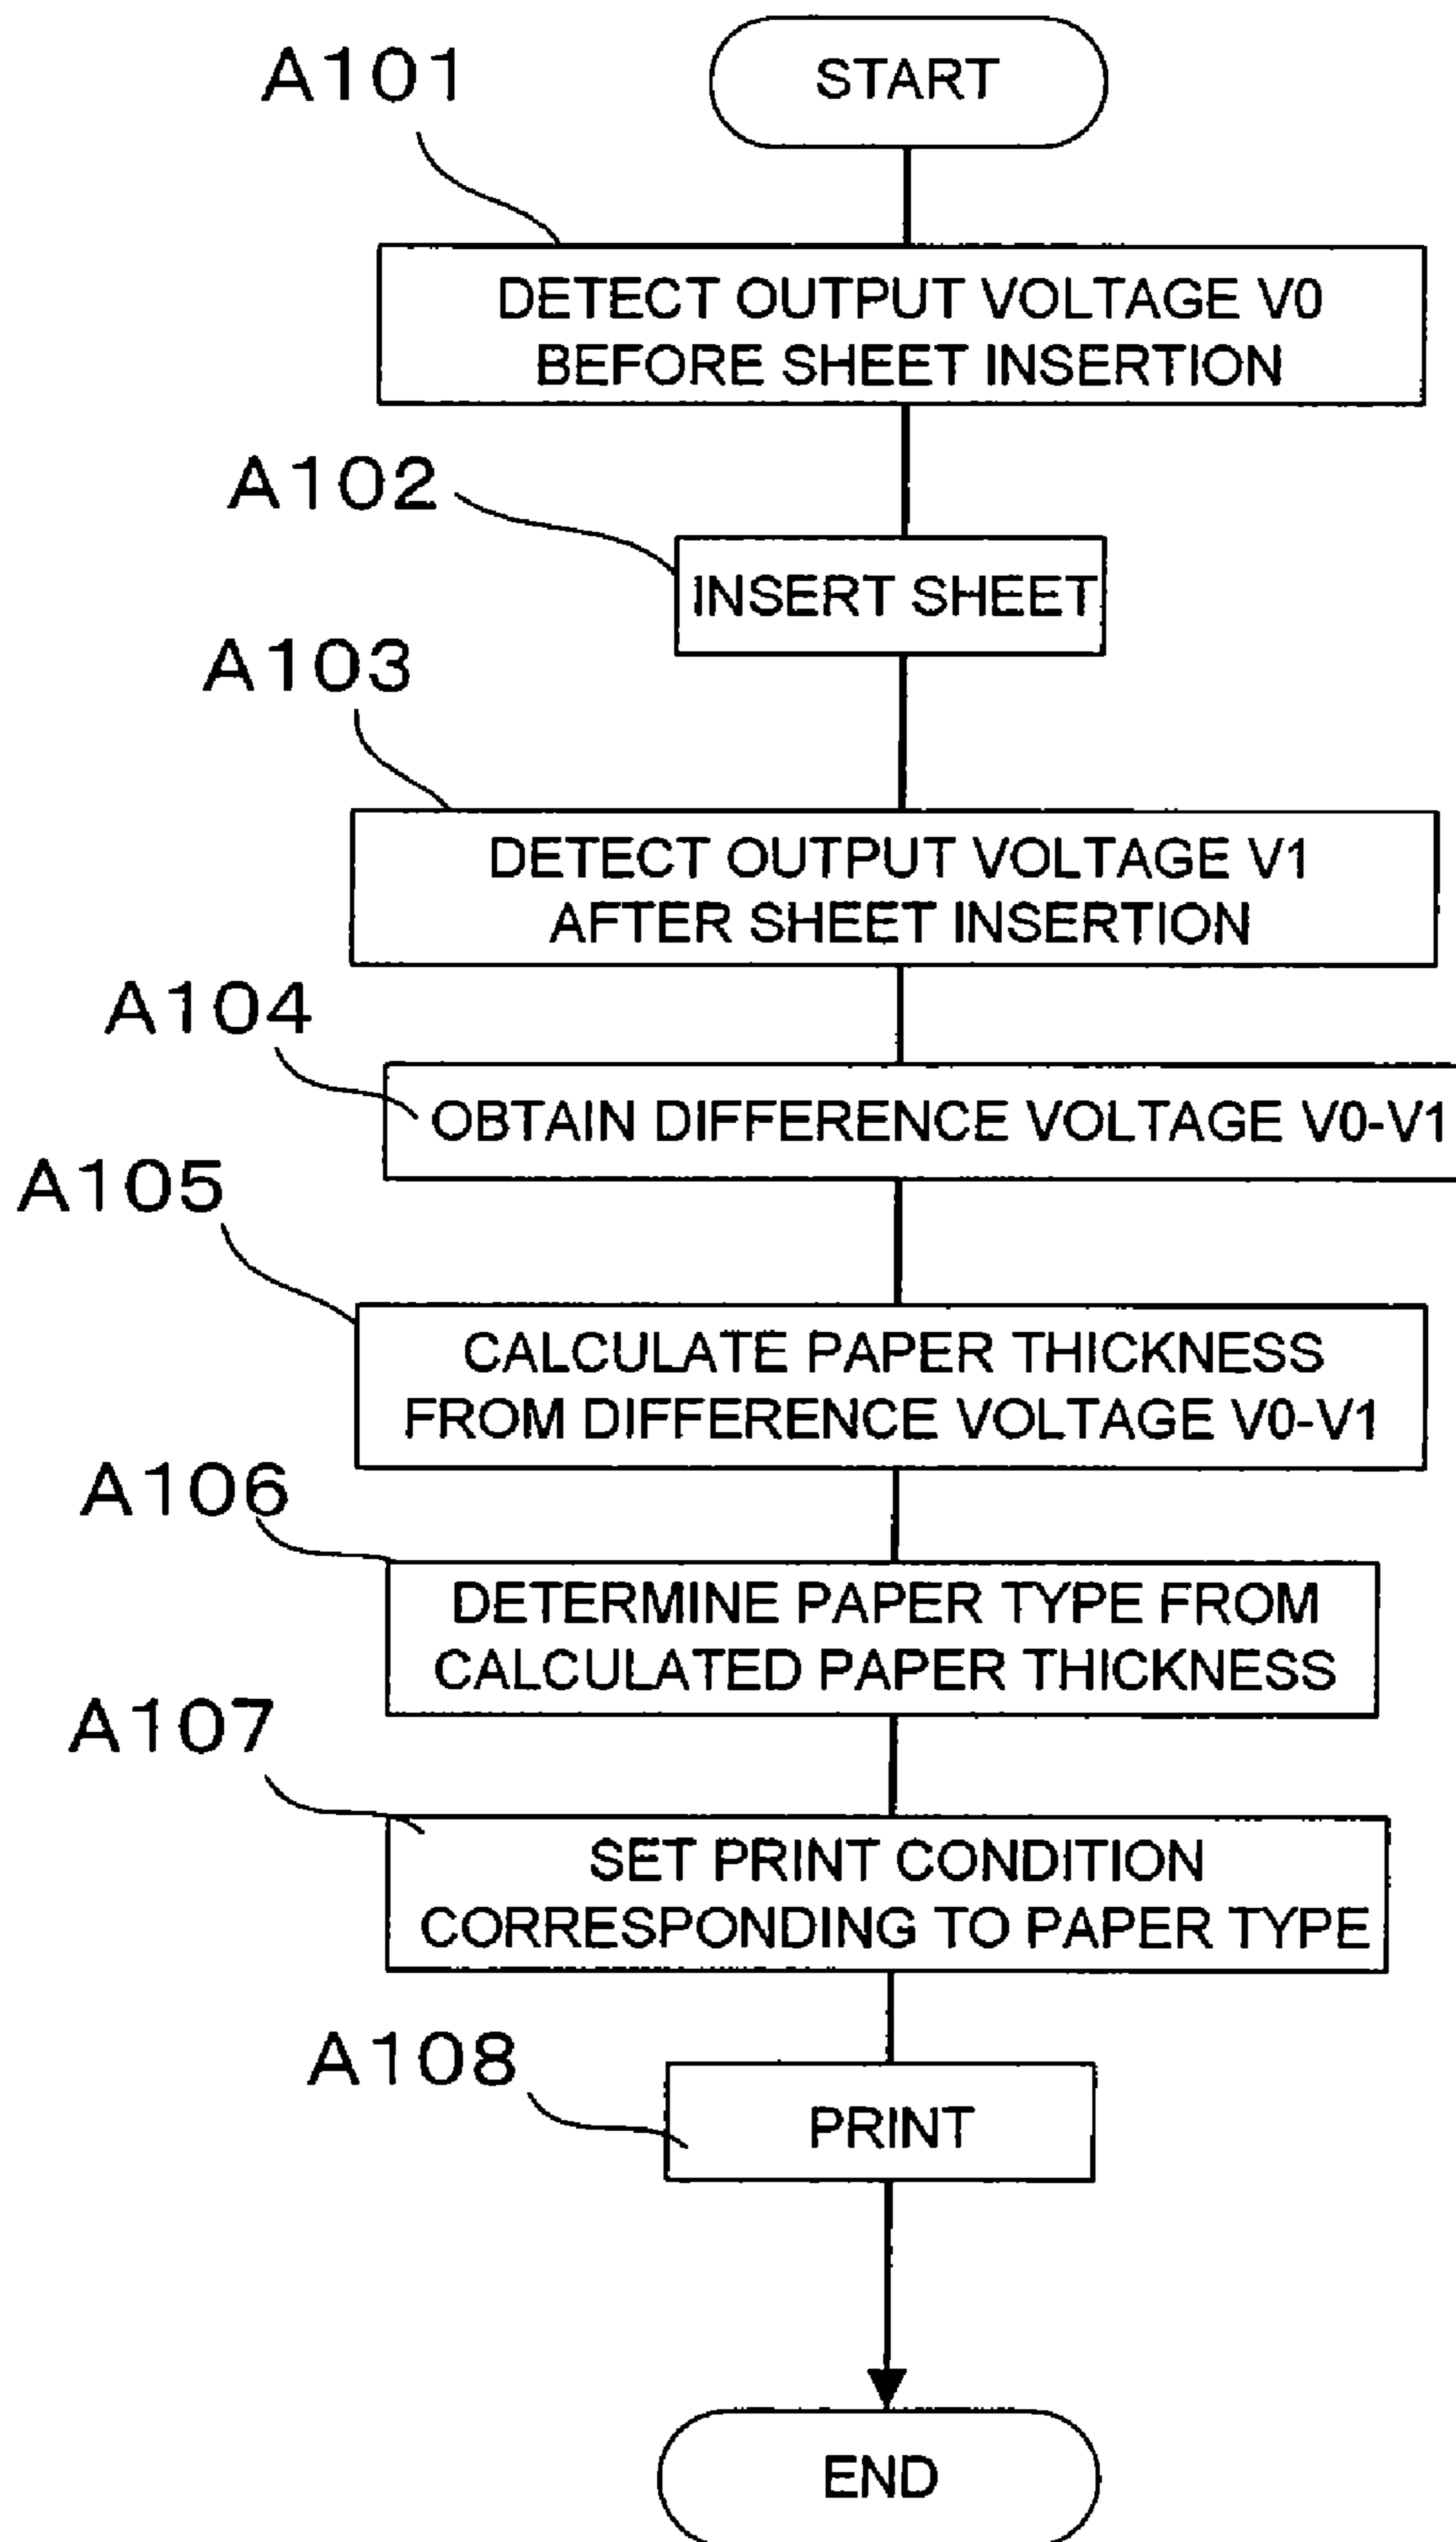 START
A101
DETECT OUTPUT VOLTAGE V0
BEFORE SHEET INSERTION
A102
INSERT SHEET
A103
DETECT OUTPUT VOLTAGE V1
AFTER SHEET INSERTION
A104
OBTAIN DIFFERENCE VOLTAGE V0-V1
A105
CALCULATE PAPER THICKNESS
FROM DIFFERENCE VOLTAGE V0-V1
A106
DETERMINE PAPER TYPE FROM
CALCULATED PAPER THICKNESS
A107
SET PRINT CONDITION
CORRESPONDING TO PAPER TYPE
A108
PRINT
END